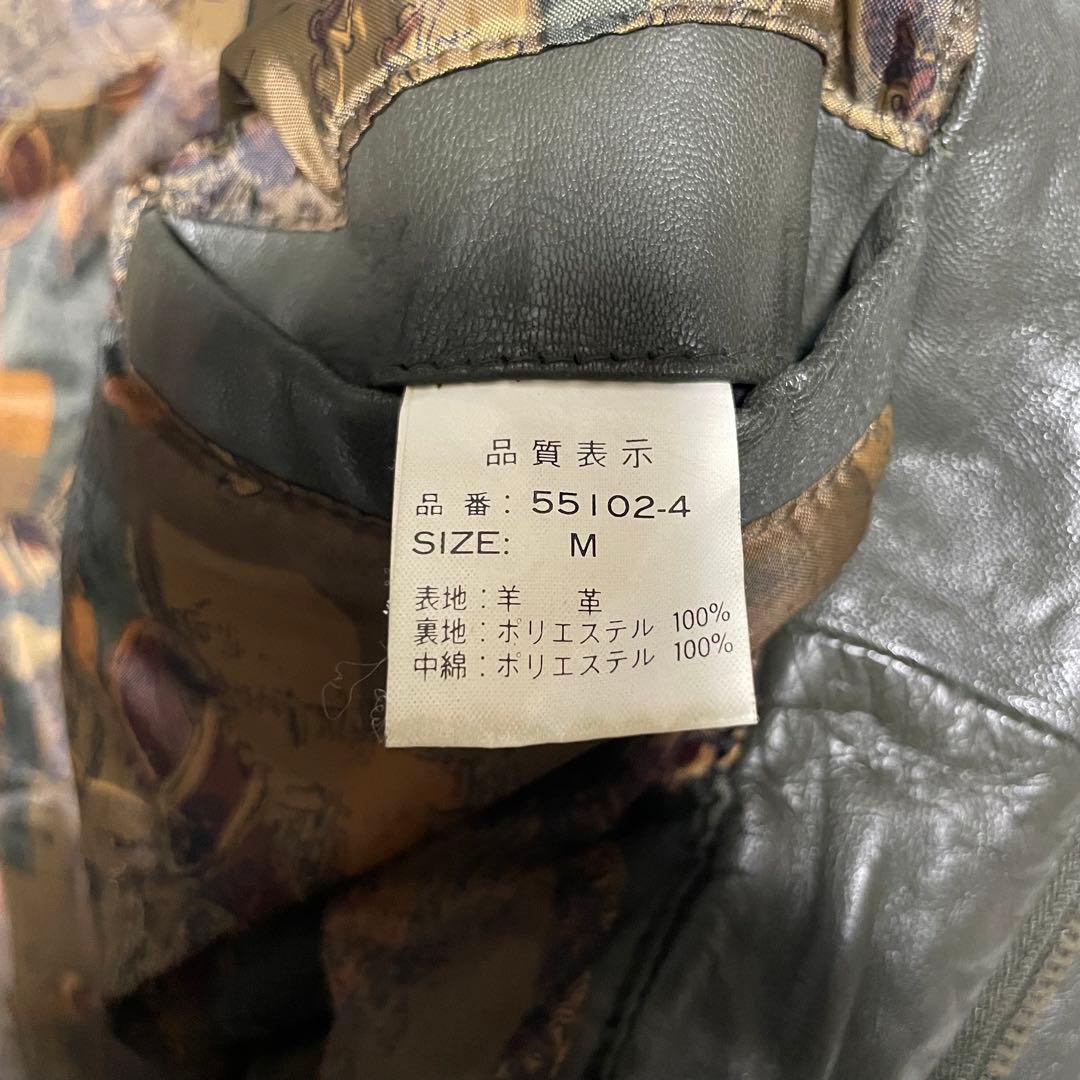 品質表示
品番: 55102-4
SIZE: M
表地:羊 革
裏地:ポリエステル 100%
中綿:ポリエステル 100%